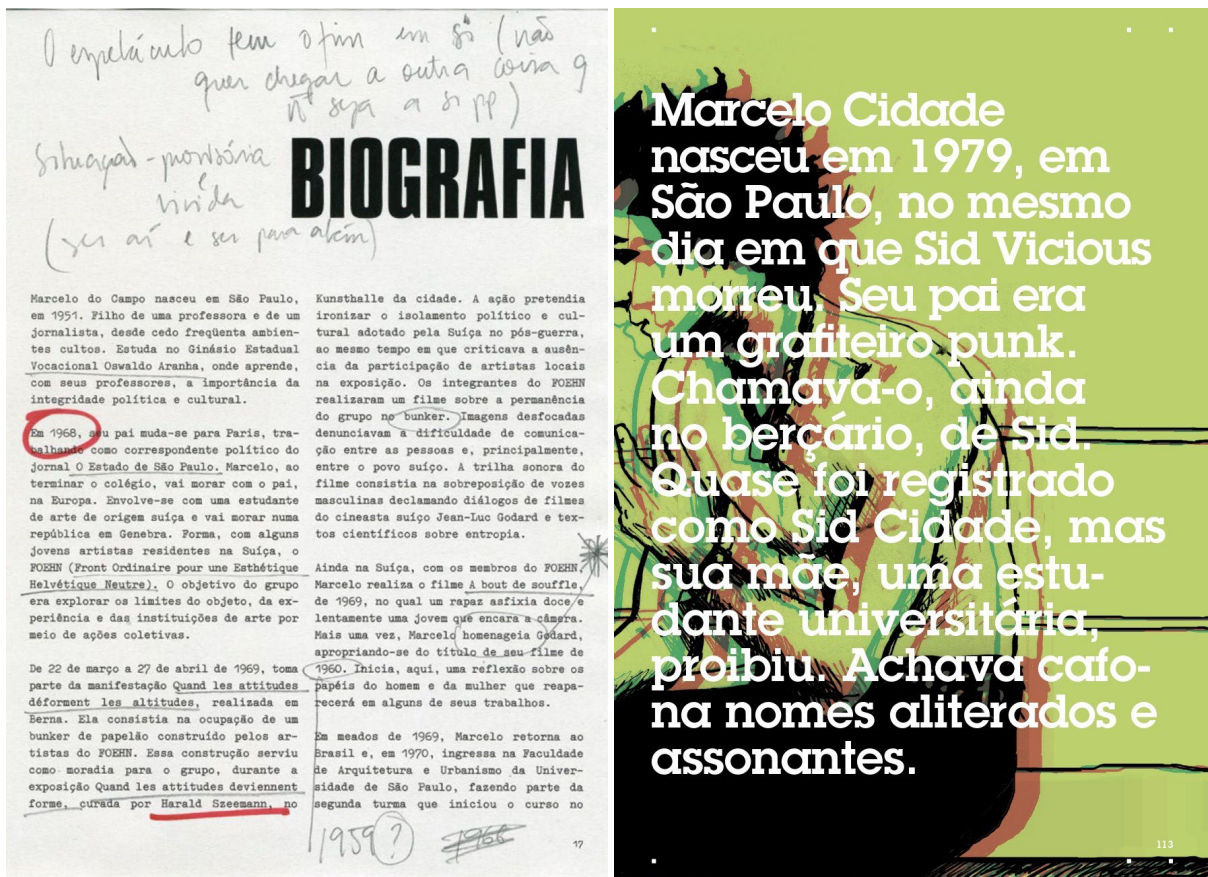 O espetáculo tem o fim em si (não
quer chegar a outra coisa q
ñ seja a si pp)
Situação - provisória
e
vivida
(ser aí e ser para além)
BIOGRAFIA
Marcelo do Campo nasceu em São Paulo,
em 1951. Filho de uma professora e de um
jornalista, desde cedo freqüenta ambien-
tes cultos. Estuda no Ginásio Estadual
Vocacional Oswaldo Aranha, onde aprende,
com seus professores, a importância da
integridade política e cultural.
Em 1968, seu pai muda-se para Paris, tra-
balhando como correspondente político do
jornal O Estado de São Paulo. Marcelo, ao
terminar o colégio, vai morar com o pai,
na Europa. Envolve-se com uma estudante
de arte de origem suíça e vai morar numa
república em Genebra. Forma, com alguns
jovens artistas residentes na Suíça, o
FOEHN (Front Ordinaire pour une Esthétique
Helvétique Neutre). O objetivo do grupo
era explorar os limites do objeto, da ex-
periência e das instituições de arte por
meio de ações coletivas.
De 22 de março a 27 de abril de 1969, toma
parte da manifestação Quand les attitudes
déforment les altitudes, realizada em
Berna. Ela consistia na ocupação de um
bunker de papelão construído pelos ar-
tistas do FOEHN. Essa construção serviu
como moradia para o grupo, durante a
exposição Quand les attitudes deviennent
forme, curada por Harald Szeemann, no
Kunsthalle da cidade. A ação pretendia
ironizar o isolamento político e cul-
tural adotado pela Suíça no pós-guerra,
ao mesmo tempo em que criticava a ausên-
cia da participação de artistas locais
na exposição. Os integrantes do FOEHN
realizaram um filme sobre a permanência
do grupo no bunker. Imagens desfocadas
denunciavam a dificuldade de comunica-
ção entre as pessoas e, principalmente,
entre o povo suíço. A trilha sonora do
filme consistia na sobreposição de vozes
masculinas declamando diálogos de filmes
do cineasta suíço Jean-Luc Godard e tex-
tos científicos sobre entropia.
Ainda na Suíça, com os membros do FOEHN,
Marcelo realiza o filme A bout de souffle,
de 1969, no qual um rapaz asfixia doce e
lentamente uma jovem que encara a câmera.
Mais uma vez, Marcelo homenageia Godard,
apropriando-se do título de seu filme de
1960. Inicia, aqui, uma reflexão sobre os
papéis do homem e da mulher que reapa-
recerá em alguns de seus trabalhos.
Em meados de 1969, Marcelo retorna ao
Brasil e, em 1970, ingressa na Faculdade
de Arquitetura e Urbanismo da Univer-
sidade de São Paulo, fazendo parte da
segunda turma que iniciou o curso no
1959?
17
Marcelo Cidade
nasceu em 1979, em
São Paulo, no mesmo
dia em que Sid Vicious
morreu. Seu pai era
um grafiteiro punk.
Chamava-o, ainda
no berçário, de Sid.
Quase foi registrado
como Sid Cidade, mas
sua mãe, uma estu-
dante universitária,
proibiu. Achava cafo-
na nomes aliterados e
assonantes.
113